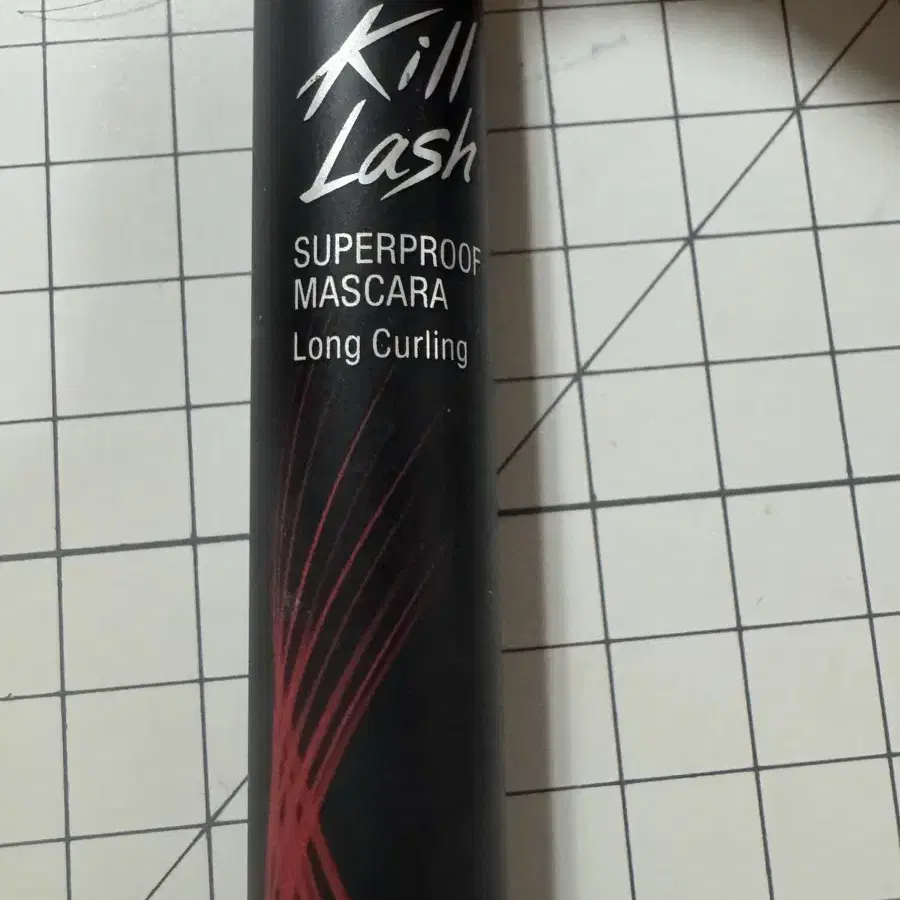 Kill
Lash
SUPERPROOF
MASCARA
Long Curling